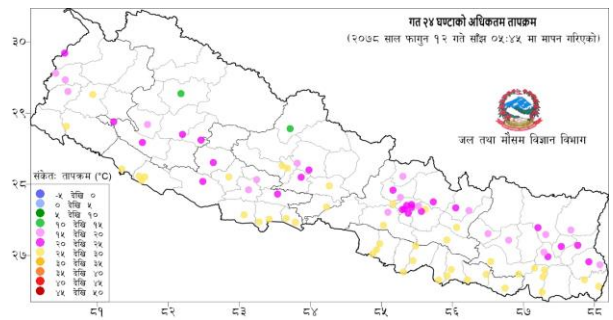 गत २४ घण्टाको अधिकतम तापक्रम
(२०७८ साल फागुन १२ गते साँझ ०५:४५ मा मापन गरिएको)
जल तथा मौसम विज्ञान विभाग
संकेतः तापक्रम (°C)
-५ देखि ०
० देखि ५
५ देखि १०
१० देखि १५
१५ देखि २०
२० देखि २५
२५ देखि ३०
३० देखि ३५
३५ देखि ४०
४० देखि ४५
४५ देखि ५०
३०
२९
२८
२७
८१
८२
८३
८४
८५
८६
८७
८८